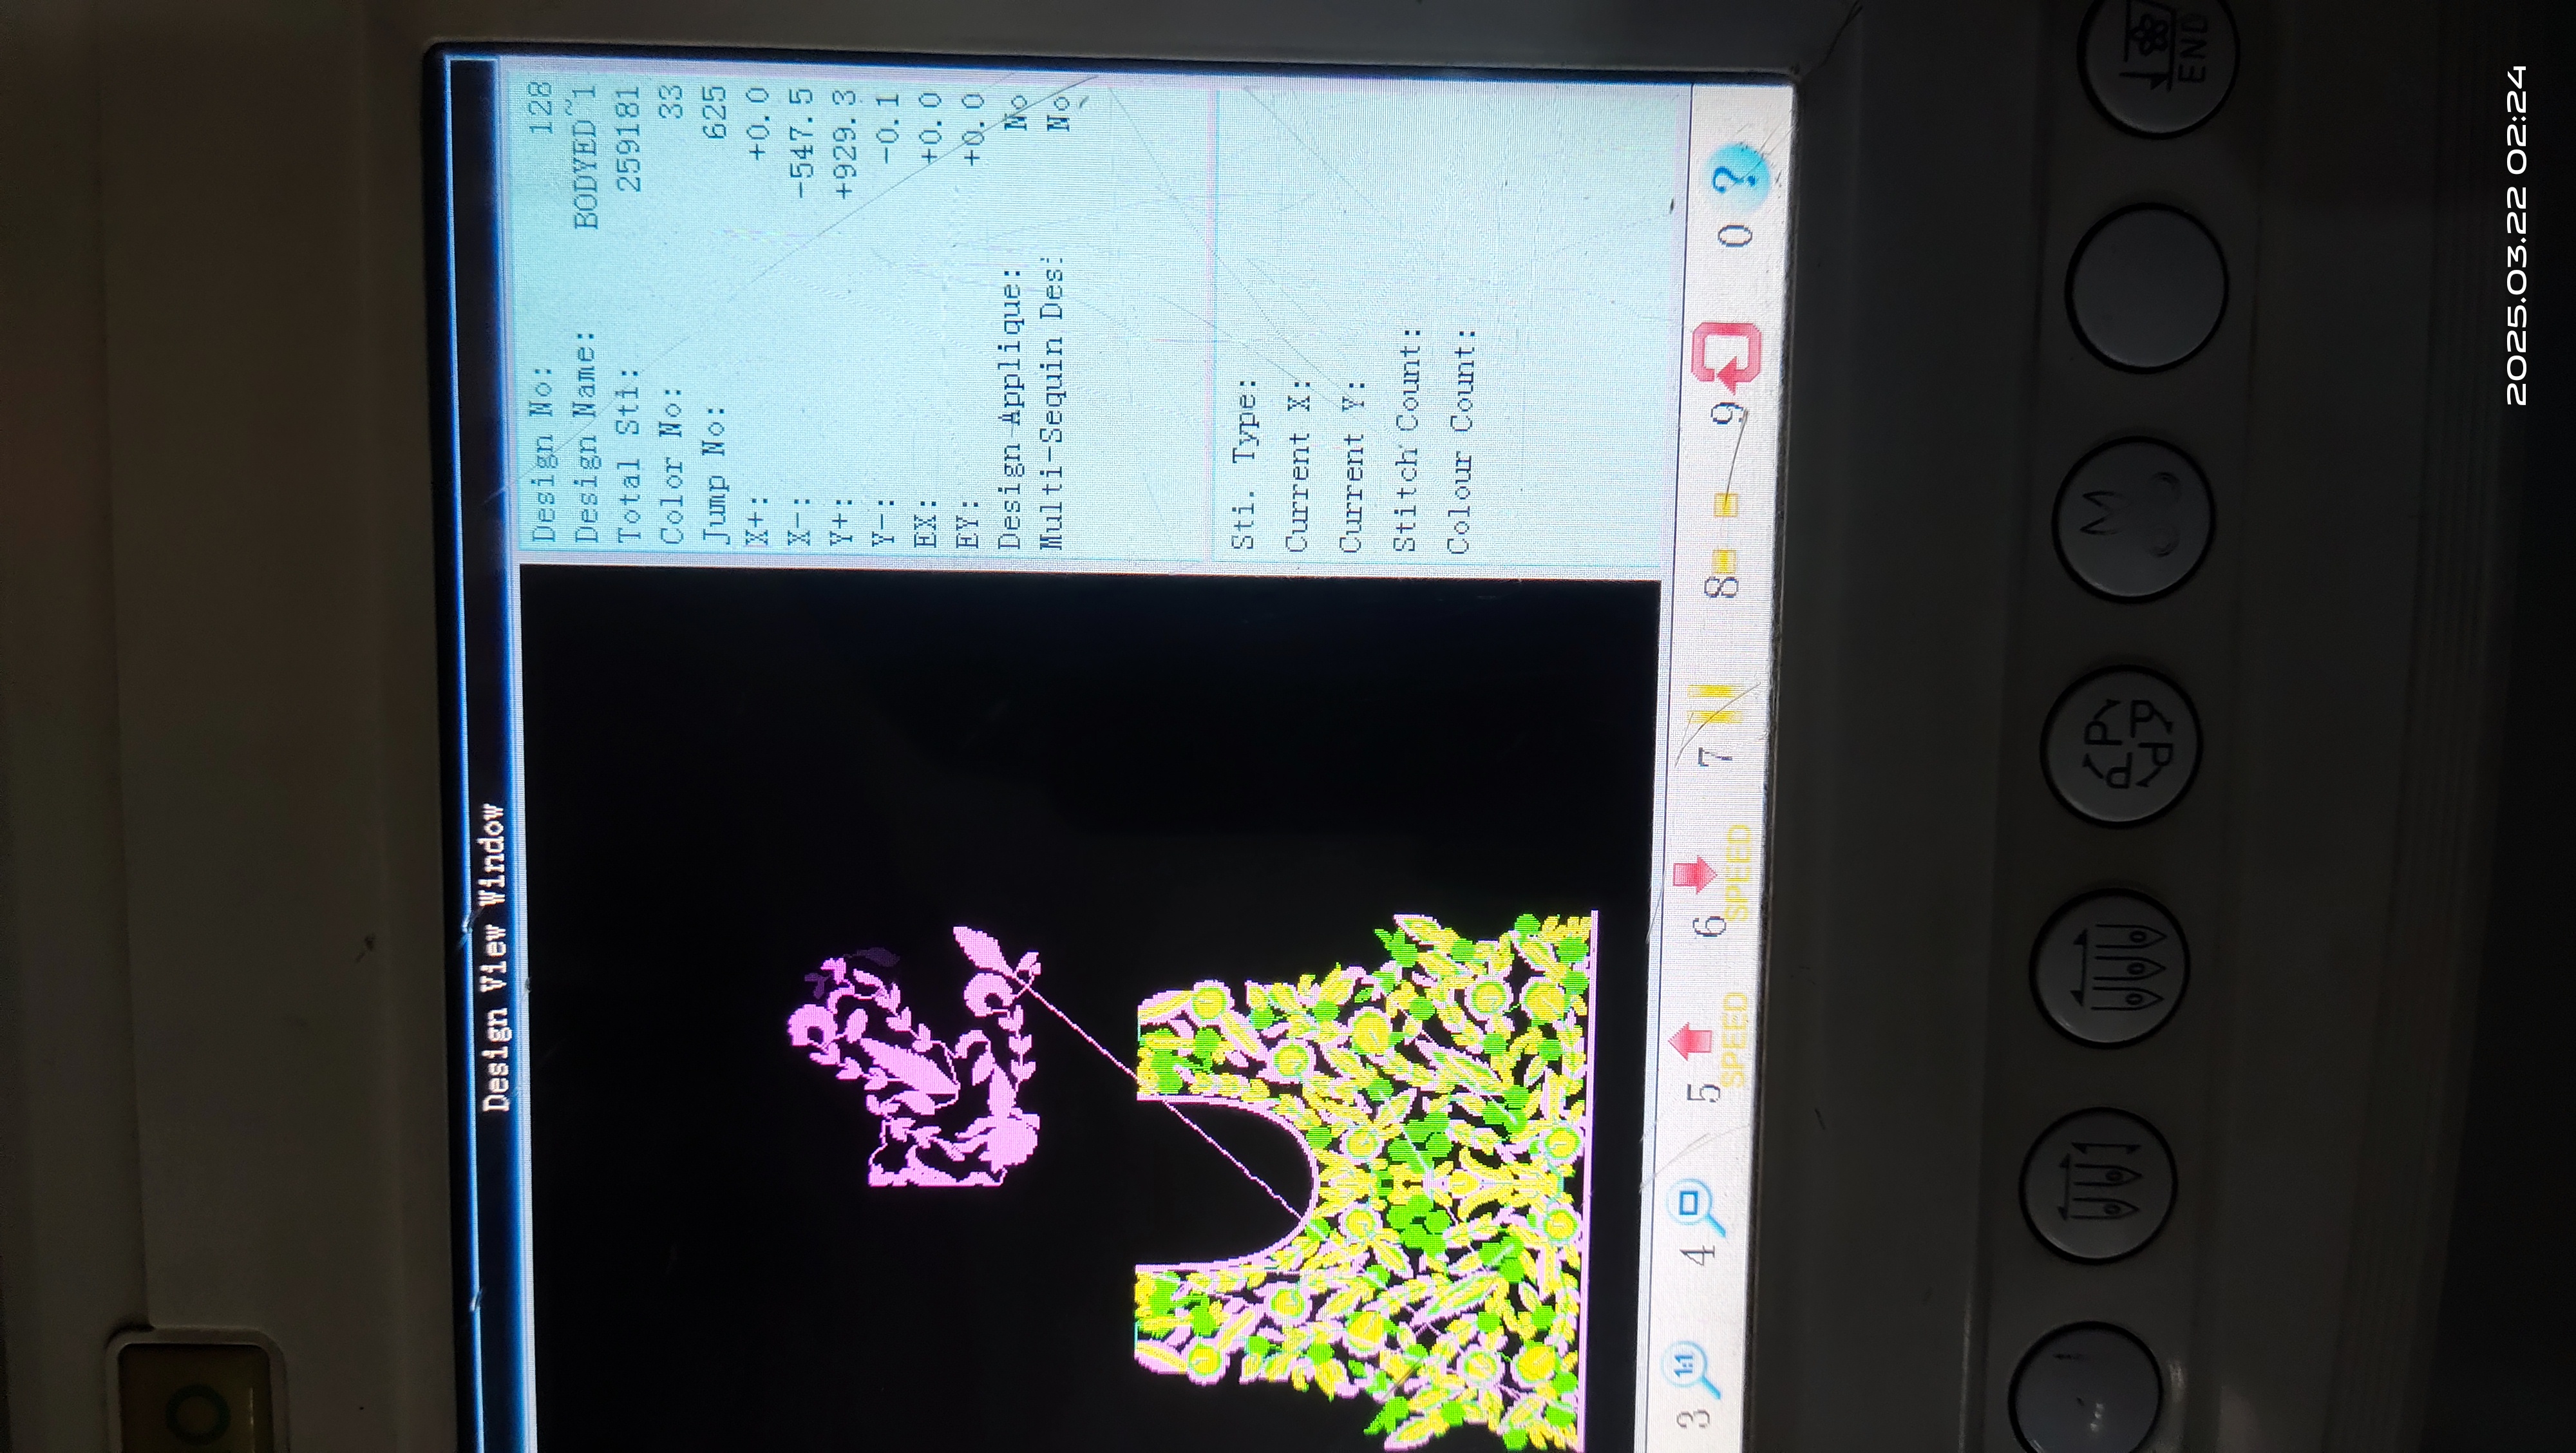 O
Design View Window
Design No: 128
Design Name: BODYED~1
Total Sti: 259181
Color No: 33
Jump No: 625
X+: +0.0
X-: -547.5
Y+: +929.3
Y-: -0.1
EX: +0.0
EY: +0.0
Design Applique: No
Multi-Sequin Des: No
Sti. Type:
Current X:
Current Y:
Stitch Count:
Colour Count:
3 1:1 4 5 SPEED 6 SPEED 7 8 9 0 ?
P P P P
END
2025.03.22 02:24